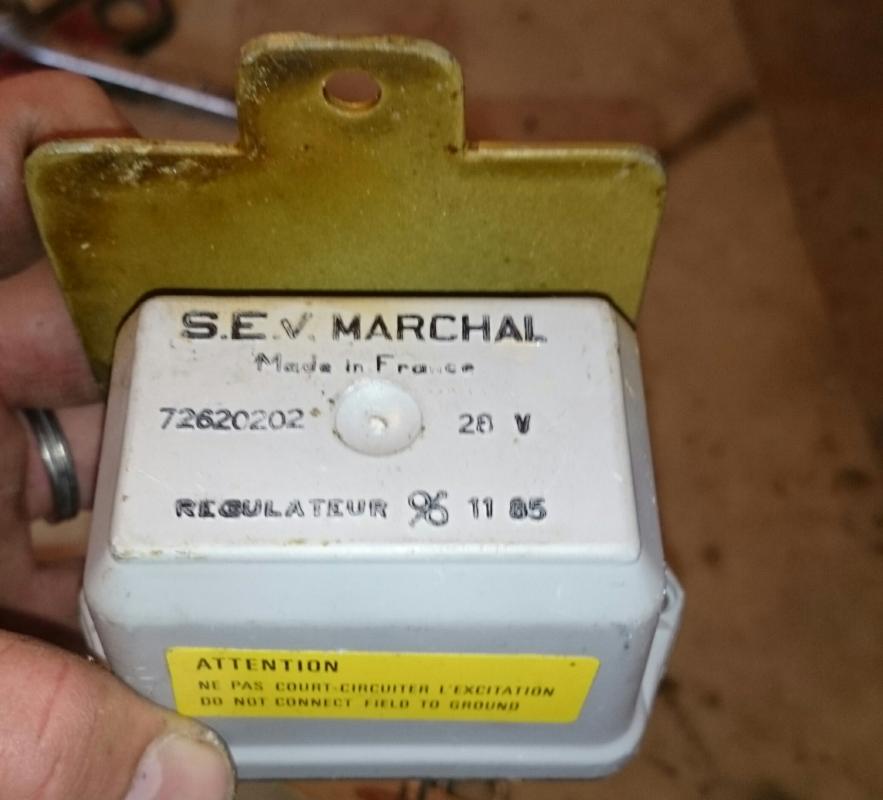 S.E.V. MARCHAL
Made in France
72620202 28 V
REGULATEUR 96 11 85
ATTENTION
NE PAS COURT-CIRCUITER L'EXCITATION
DO NOT CONNECT FIELD TO GROUND